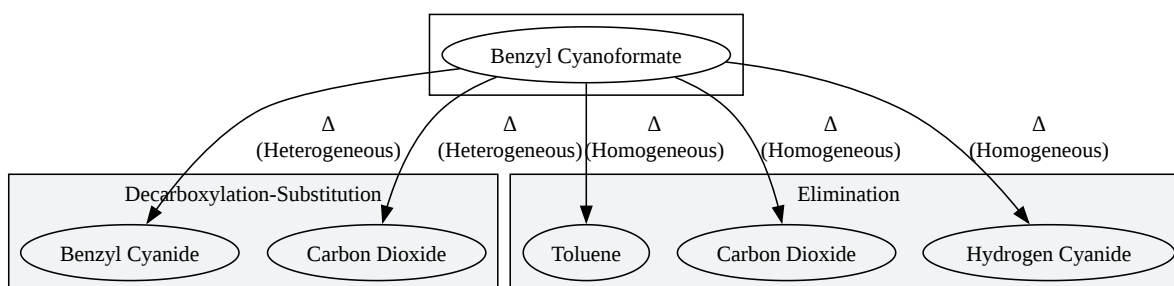 Benzyl Cyanoformate
Δ
(Heterogeneous)
Δ
(Heterogeneous)
Δ
(Homogeneous)
Δ
(Homogeneous)
Δ
(Homogeneous)
Decarboxylation-Substitution
Elimination
Benzyl Cyanide
Carbon Dioxide
Toluene
Carbon Dioxide
Hydrogen Cyanide